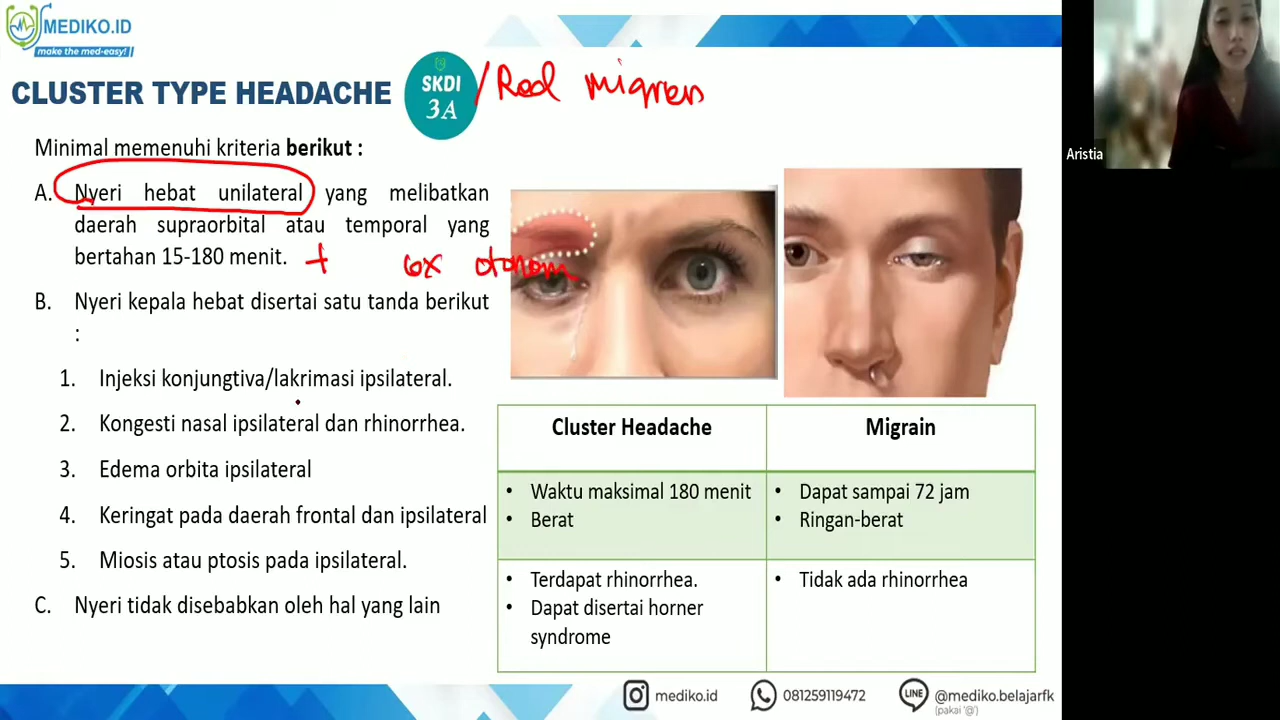 MEDIKO.ID
make the med-easy!
CLUSTER TYPE HEADACHE
SKDI
3A
/ Red migren
Minimal memenuhi kriteria berikut :
A. Nyeri hebat unilateral yang melibatkan
daerah supraorbital atau temporal yang
bertahan 15-180 menit. +
otonom
B. Nyeri kepala hebat disertai satu tanda berikut
:
1. Injeksi konjungtiva/lakrimasi ipsilateral.
2. Kongesti nasal ipsilateral dan rhinorrhea.
3. Edema orbita ipsilateral
4. Keringat pada daerah frontal dan ipsilateral
5. Miosis atau ptosis pada ipsilateral.
C. Nyeri tidak disebabkan oleh hal yang lain
Cluster Headache
Migrain
• Waktu maksimal 180 menit
• Berat
• Dapat sampai 72 jam
• Ringan-berat
• Terdapat rhinorrhea.
• Dapat disertai horner
syndrome
• Tidak ada rhinorrhea
mediko.id
081259119472
LINE
@mediko.belajarfk
(pakai '@')
Aristia